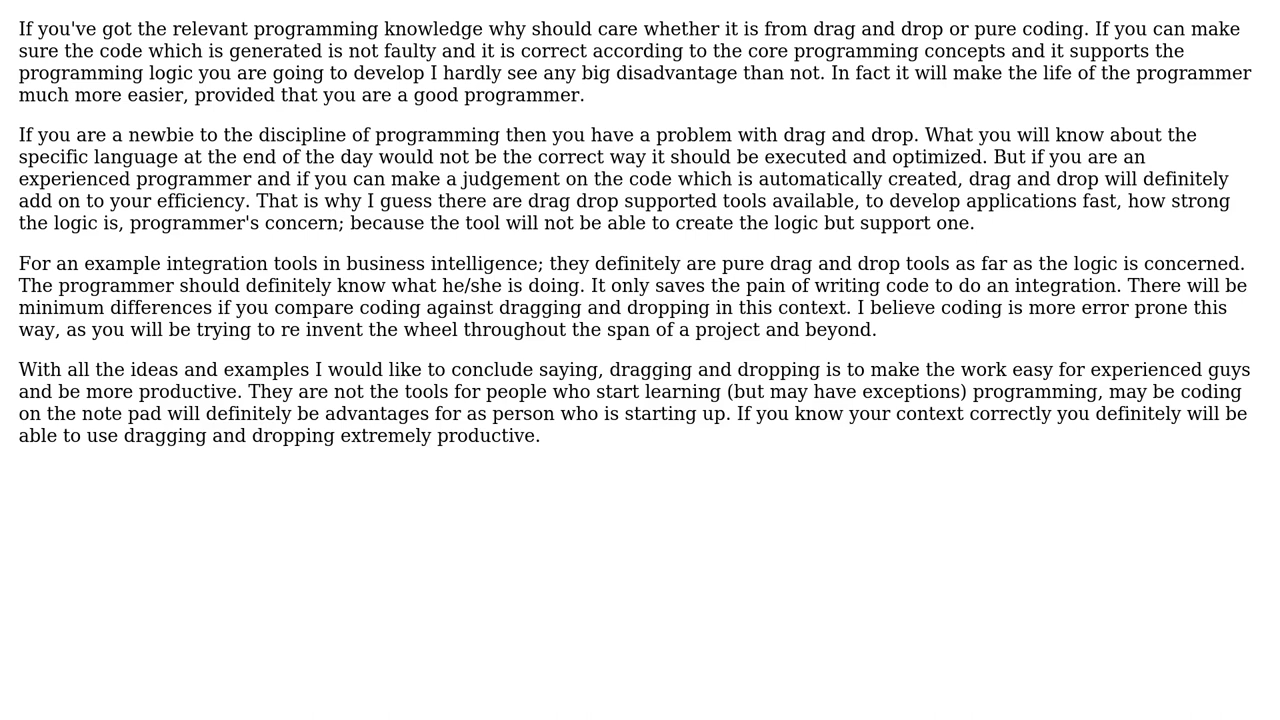 If you've got the relevant programming knowledge why should care whether it is from drag and drop or pure coding. If you can make
sure the code which is generated is not faulty and it is correct according to the core programming concepts and it supports the
programming logic you are going to develop I hardly see any big disadvantage than not. In fact it will make the life of the programmer
much more easier, provided that you are a good programmer.
If you are a newbie to the discipline of programming then you have a problem with drag and drop. What you will know about the
specific language at the end of the day would not be the correct way it should be executed and optimized. But if you are an
experienced programmer and if you can make a judgement on the code which is automatically created, drag and drop will definitely
add on to your efficiency. That is why I guess there are drag drop supported tools available, to develop applications fast, how strong
the logic is, programmer's concern; because the tool will not be able to create the logic but support one.
For an example integration tools in business intelligence; they definitely are pure drag and drop tools as far as the logic is concerned.
The programmer should definitely know what he/she is doing. It only saves the pain of writing code to do an integration. There will be
minimum differences if you compare coding against dragging and dropping in this context. I believe coding is more error prone this
way, as you will be trying to re invent the wheel throughout the span of a project and beyond.
With all the ideas and examples I would like to conclude saying, dragging and dropping is to make the work easy for experienced guys
and be more productive. They are not the tools for people who start learning (but may have exceptions) programming, may be coding
on the note pad will definitely be advantages for as person who is starting up. If you know your context correctly you definitely will be
able to use dragging and dropping extremely productive.